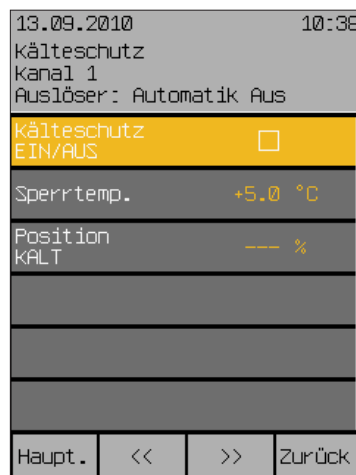 13.09.2010 10:38
Kälteschutz
Kanal 1
Auslöser: Automatik Aus
Kälteschutz
EIN/AUS
Sperrtemp. +5.0 °C
Position
KALT --- %
Haupt. << >> Zurück